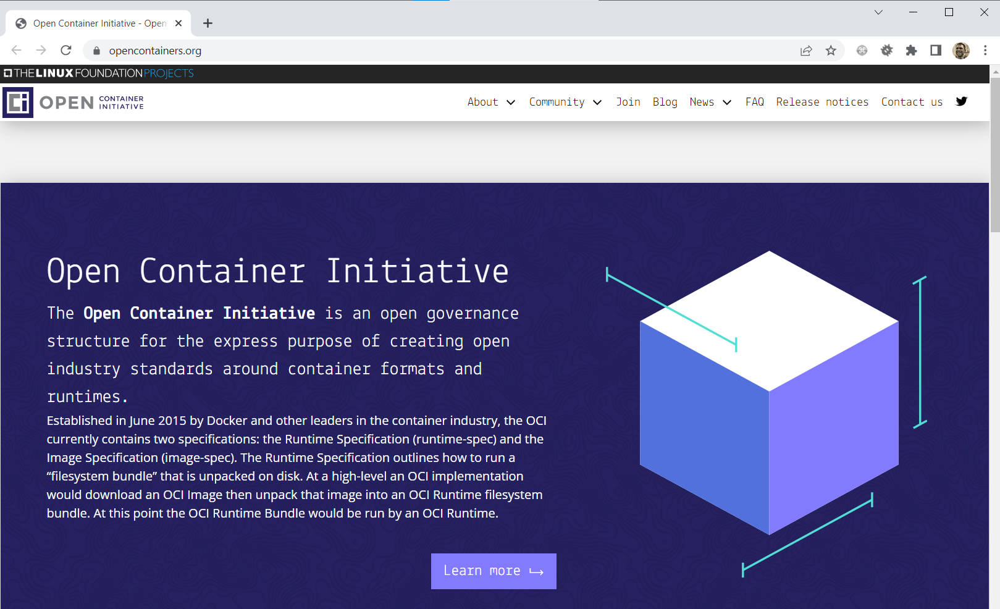 Open Container Initiative - Open
opencontainers.org
THE LINUX FOUNDATION PROJECTS
Ci OPEN CONTAINER INITIATIVE
About Community Join Blog News FAQ Release notices Contact us
Open Container Initiative
The Open Container Initiative is an open governance
structure for the express purpose of creating open
industry standards around container formats and
runtimes.
Established in June 2015 by Docker and other leaders in the container industry, the OCI
currently contains two specifications: the Runtime Specification (runtime-spec) and the
Image Specification (image-spec). The Runtime Specification outlines how to run a
“filesystem bundle” that is unpacked on disk. At a high-level an OCI implementation
would download an OCI Image then unpack that image into an OCI Runtime filesystem
bundle. At this point the OCI Runtime Bundle would be run by an OCI Runtime.
Learn more